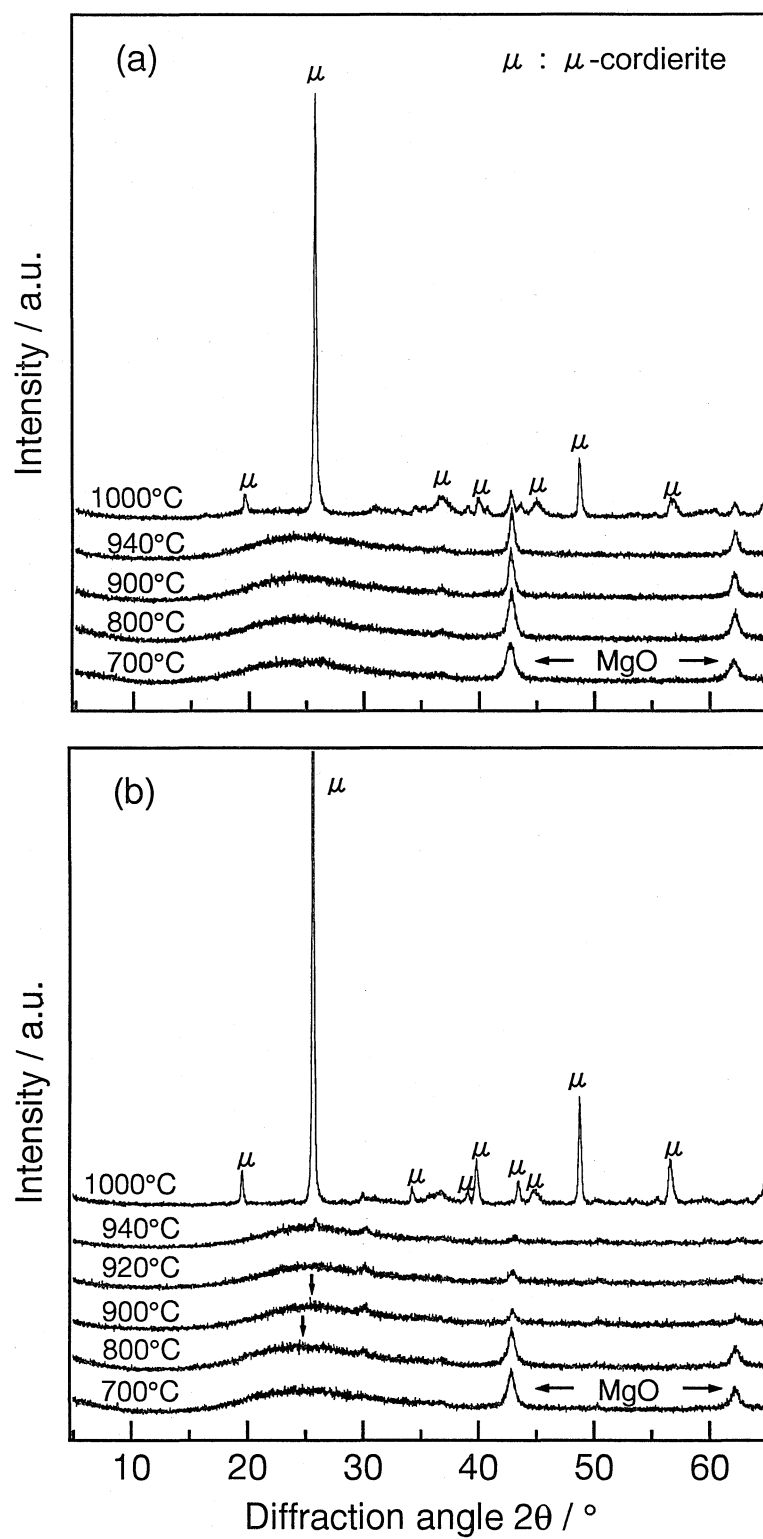 (a)
μ : μ-cordierite
μ
μ
μ
μ
μ
μ
μ
1000°C
940°C
900°C
800°C
700°C
← MgO →
Intensity / a.u.
(b)
μ
μ
μ
μ
μ
μ
μ
μ
μ
1000°C
940°C
920°C
900°C
800°C
700°C
← MgO →
Intensity / a.u.
10 20 30 40 50 60
Diffraction angle 2θ / °